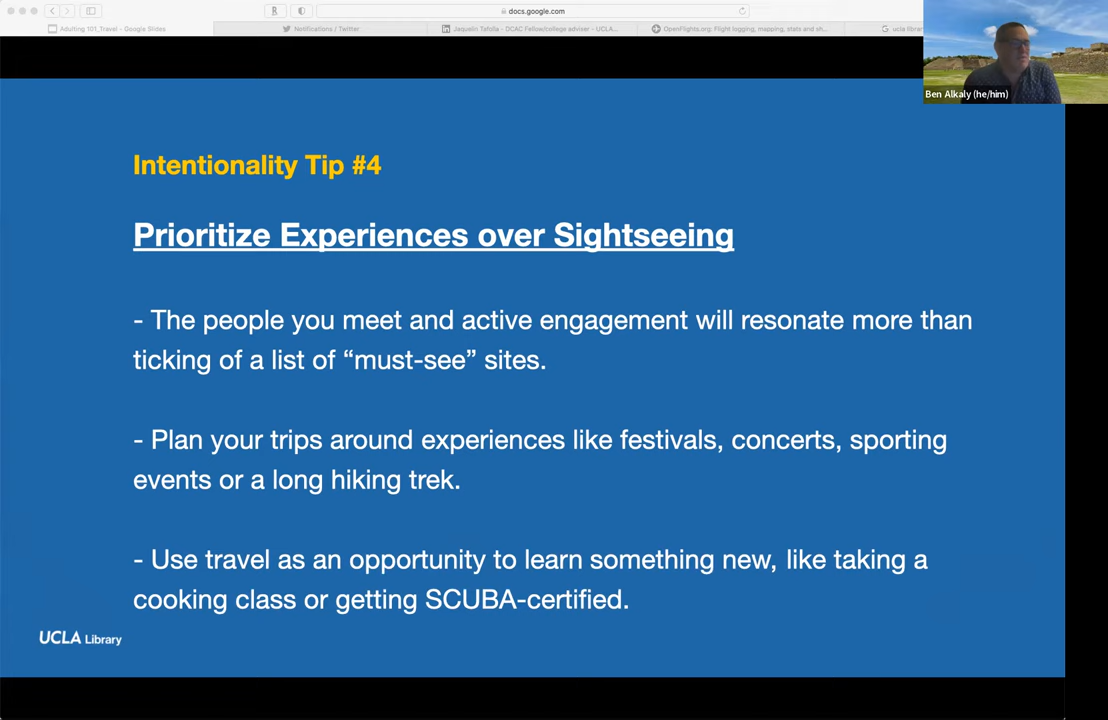 docs.google.com
Adulting 101_Travel - Google Slides
Notifications / Twitter
Jaquelin Tafolla - DCAC Fellow/college adviser - UCLA...
OpenFlights.org: Flight logging, mapping, stats and sh...
ucla librar
Ben Alkaly (he/him)
Intentionality Tip #4
Prioritize Experiences over Sightseeing
- The people you meet and active engagement will resonate more than
ticking of a list of “must-see” sites.
- Plan your trips around experiences like festivals, concerts, sporting
events or a long hiking trek.
- Use travel as an opportunity to learn something new, like taking a
cooking class or getting SCUBA-certified.
UCLA Library